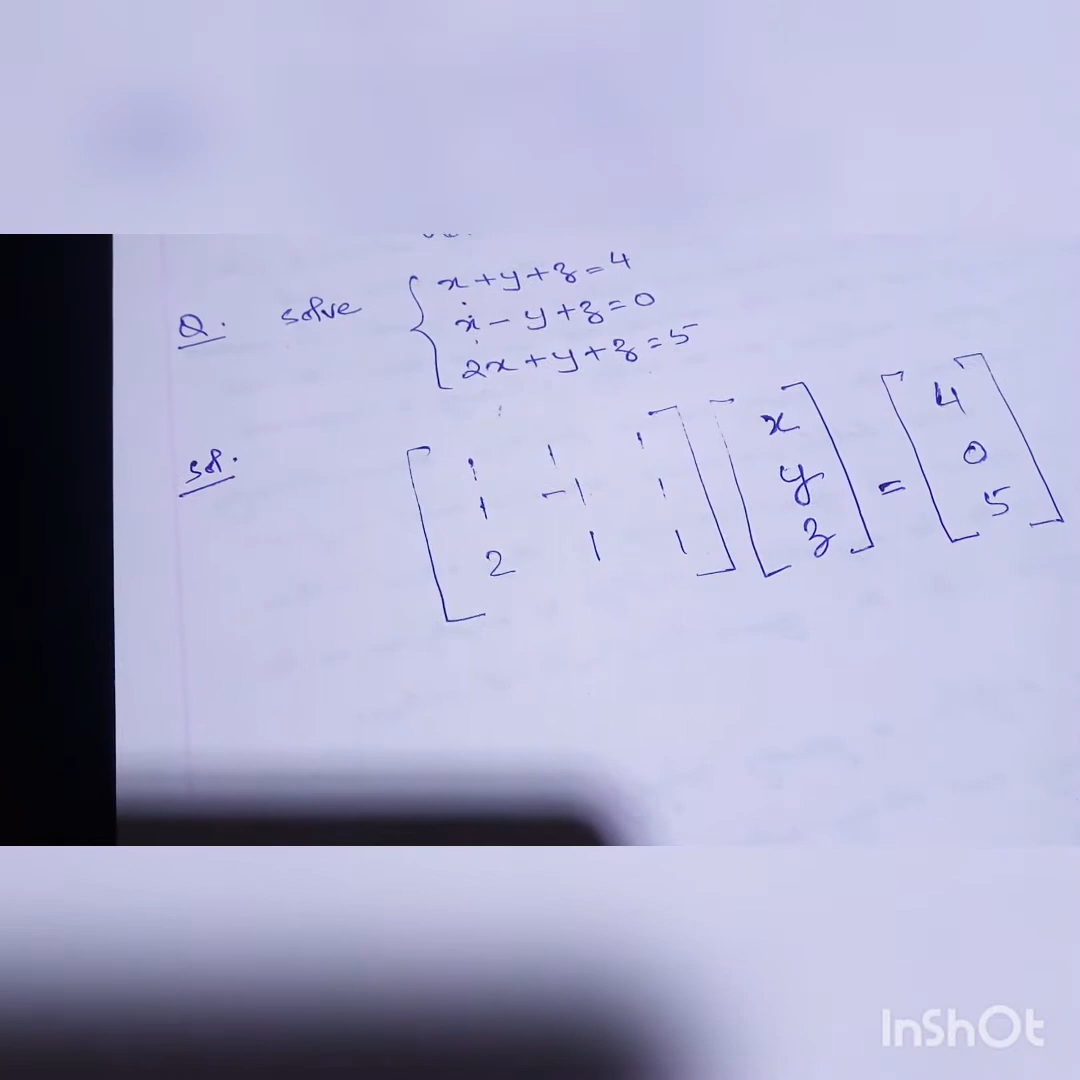 Q. solve { x + y + z = 4
x - y + z = 0
2x + y + z = 5
sol. [ 1 1 1 ] [ x ] = [ 4 ]
[ 1 -1 1 ] [ y ] [ 0 ]
[ 2 1 1 ] [ z ] [ 5 ]
InShOt